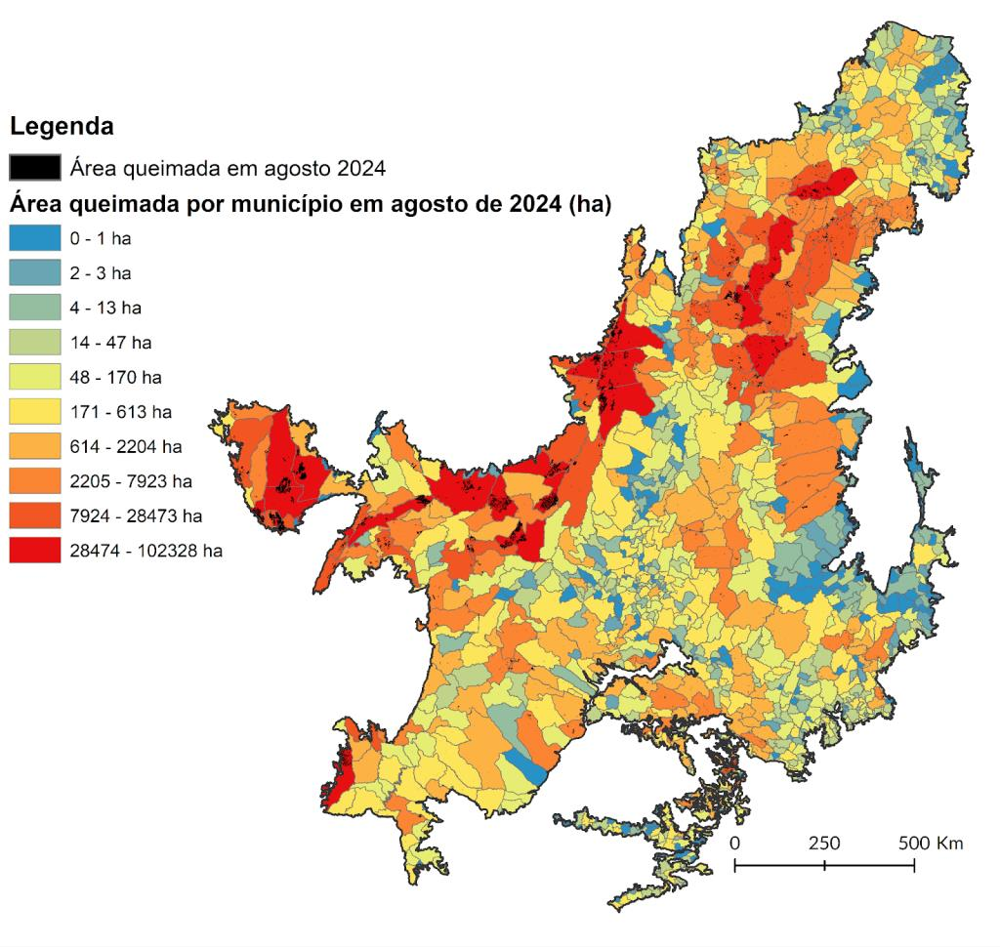 Legenda
Área queimada em agosto 2024
Área queimada por município em agosto de 2024 (ha)
0 - 1 ha
2 - 3 ha
4 - 13 ha
14 - 47 ha
48 - 170 ha
171 - 613 ha
614 - 2204 ha
2205 - 7923 ha
7924 - 28473 ha
28474 - 102328 ha
0 250 500 Km